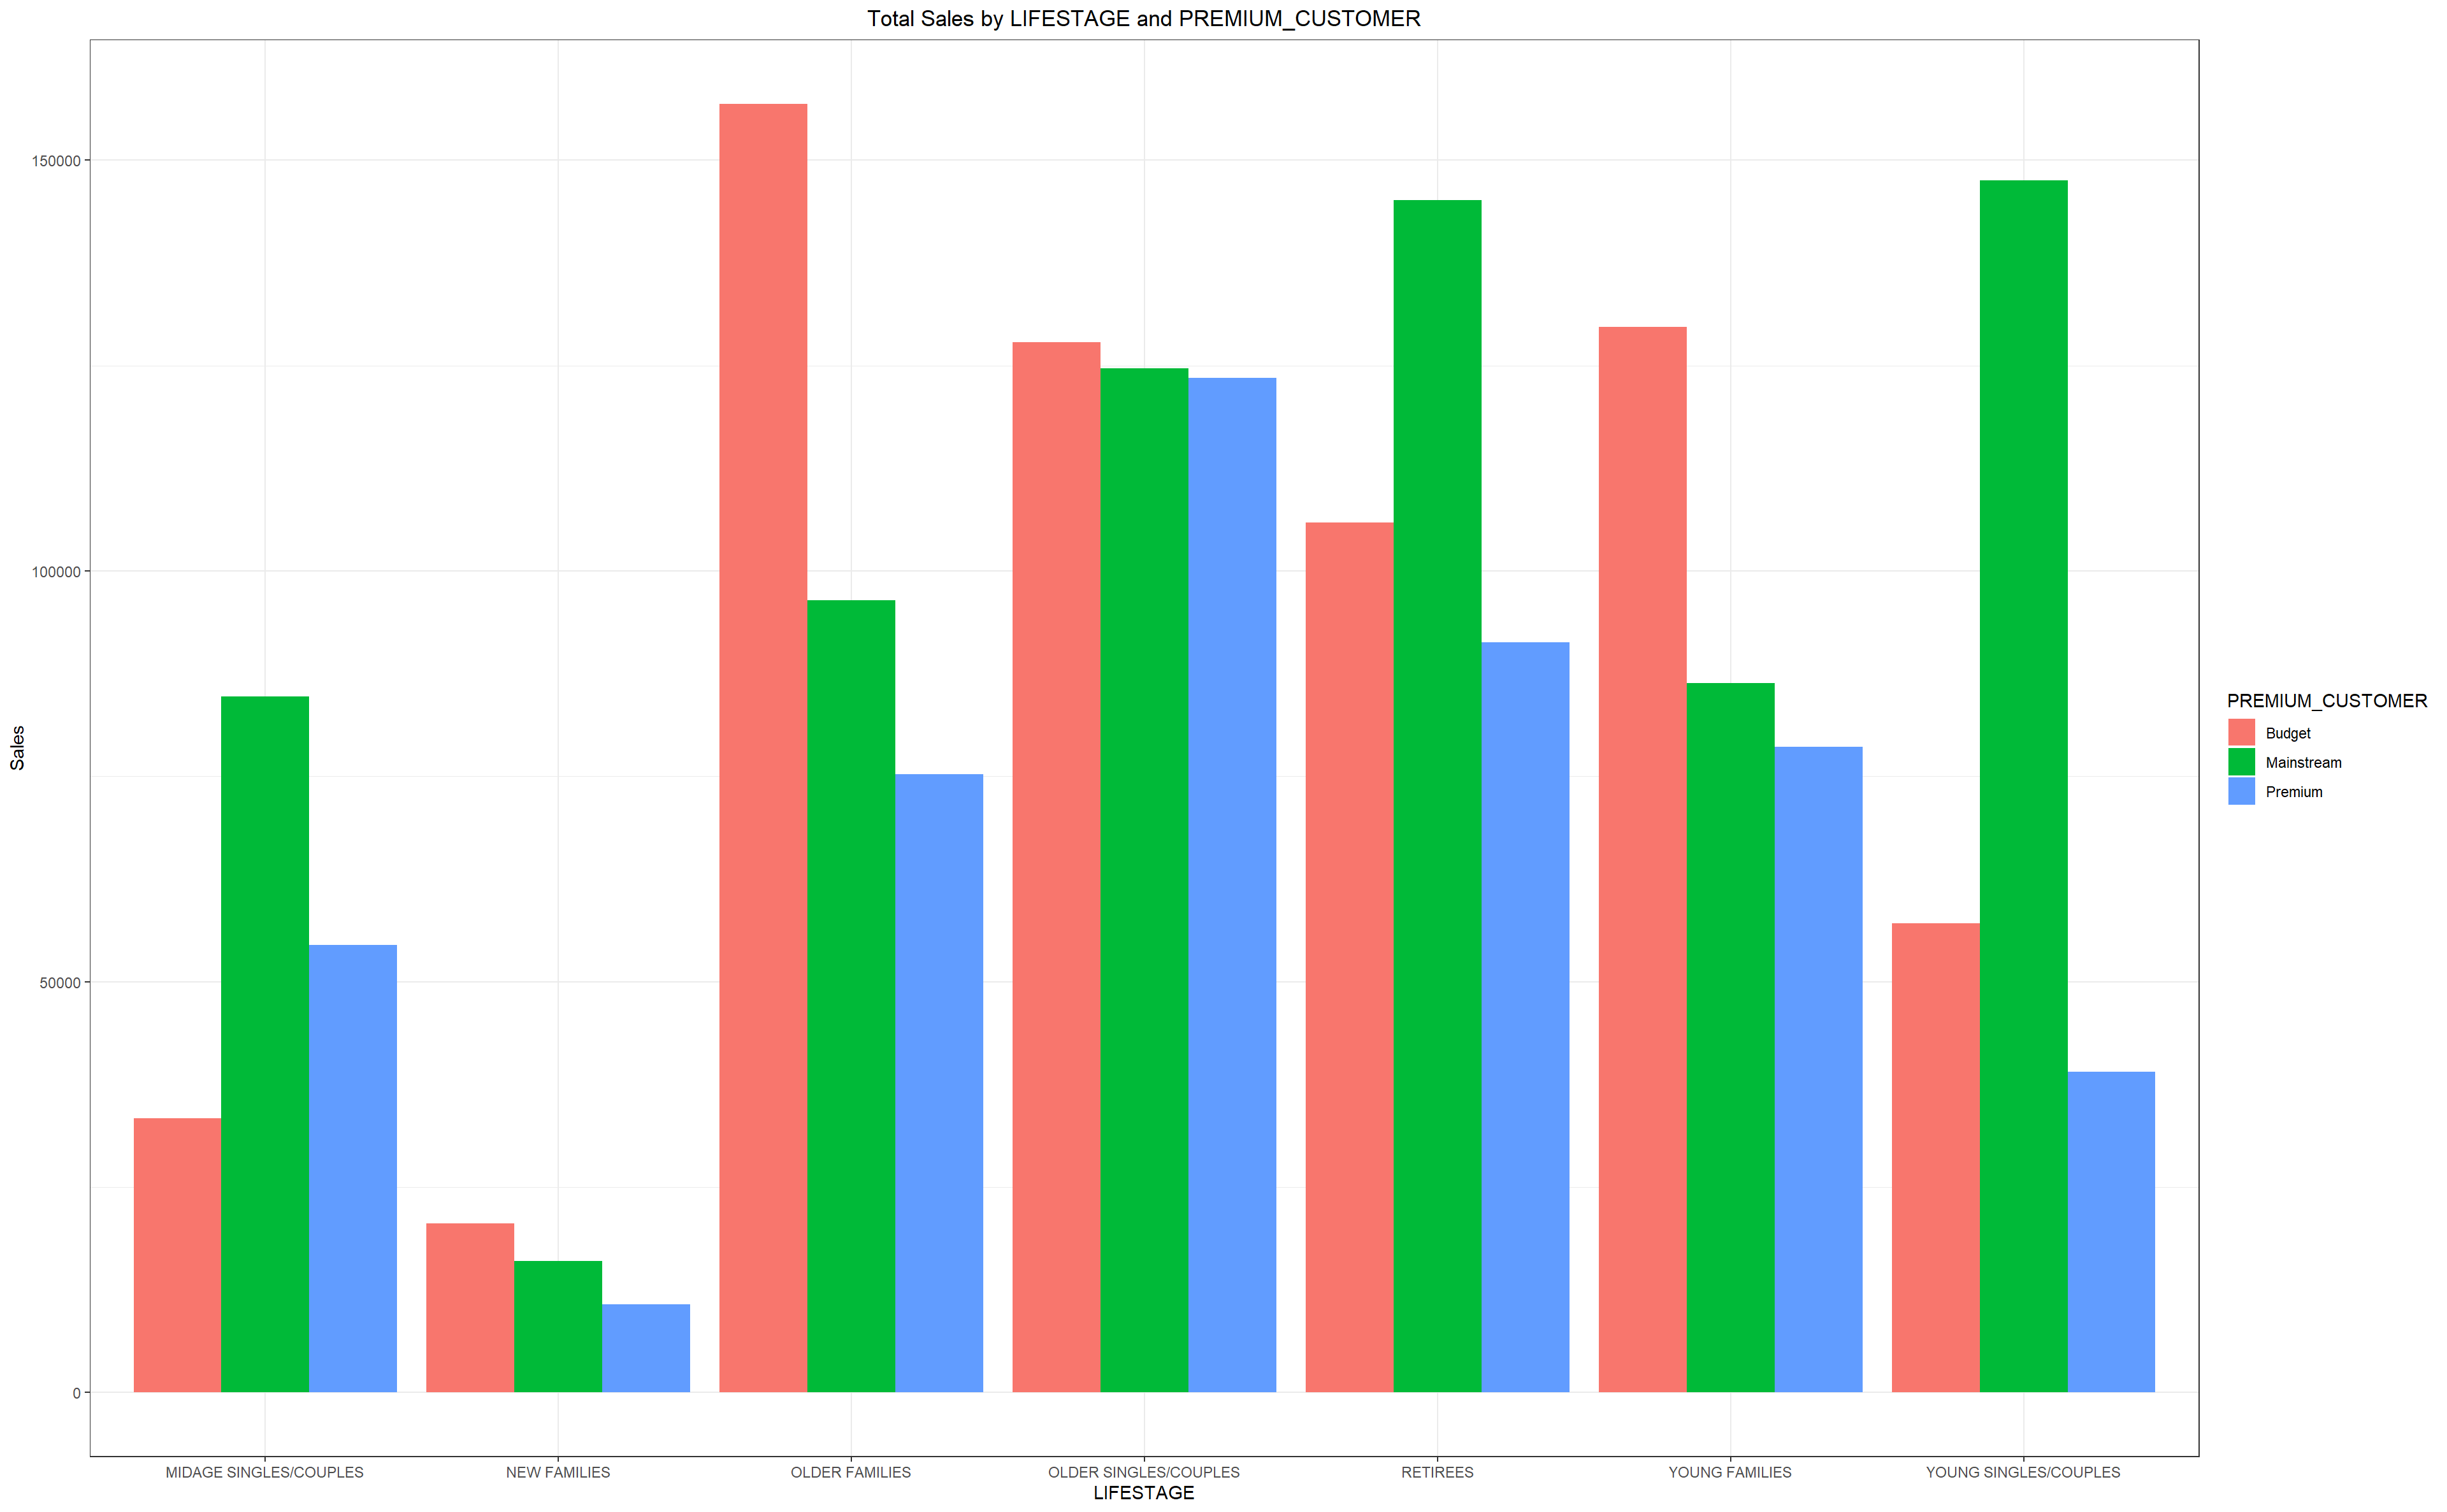 Total Sales by LIFESTAGE and PREMIUM_CUSTOMER
Sales
150000
100000
50000
0
MIDAGE SINGLES/COUPLES
NEW FAMILIES
OLDER FAMILIES
OLDER SINGLES/COUPLES
RETIREES
YOUNG FAMILIES
YOUNG SINGLES/COUPLES
LIFESTAGE
PREMIUM_CUSTOMER
Budget
Mainstream
Premium